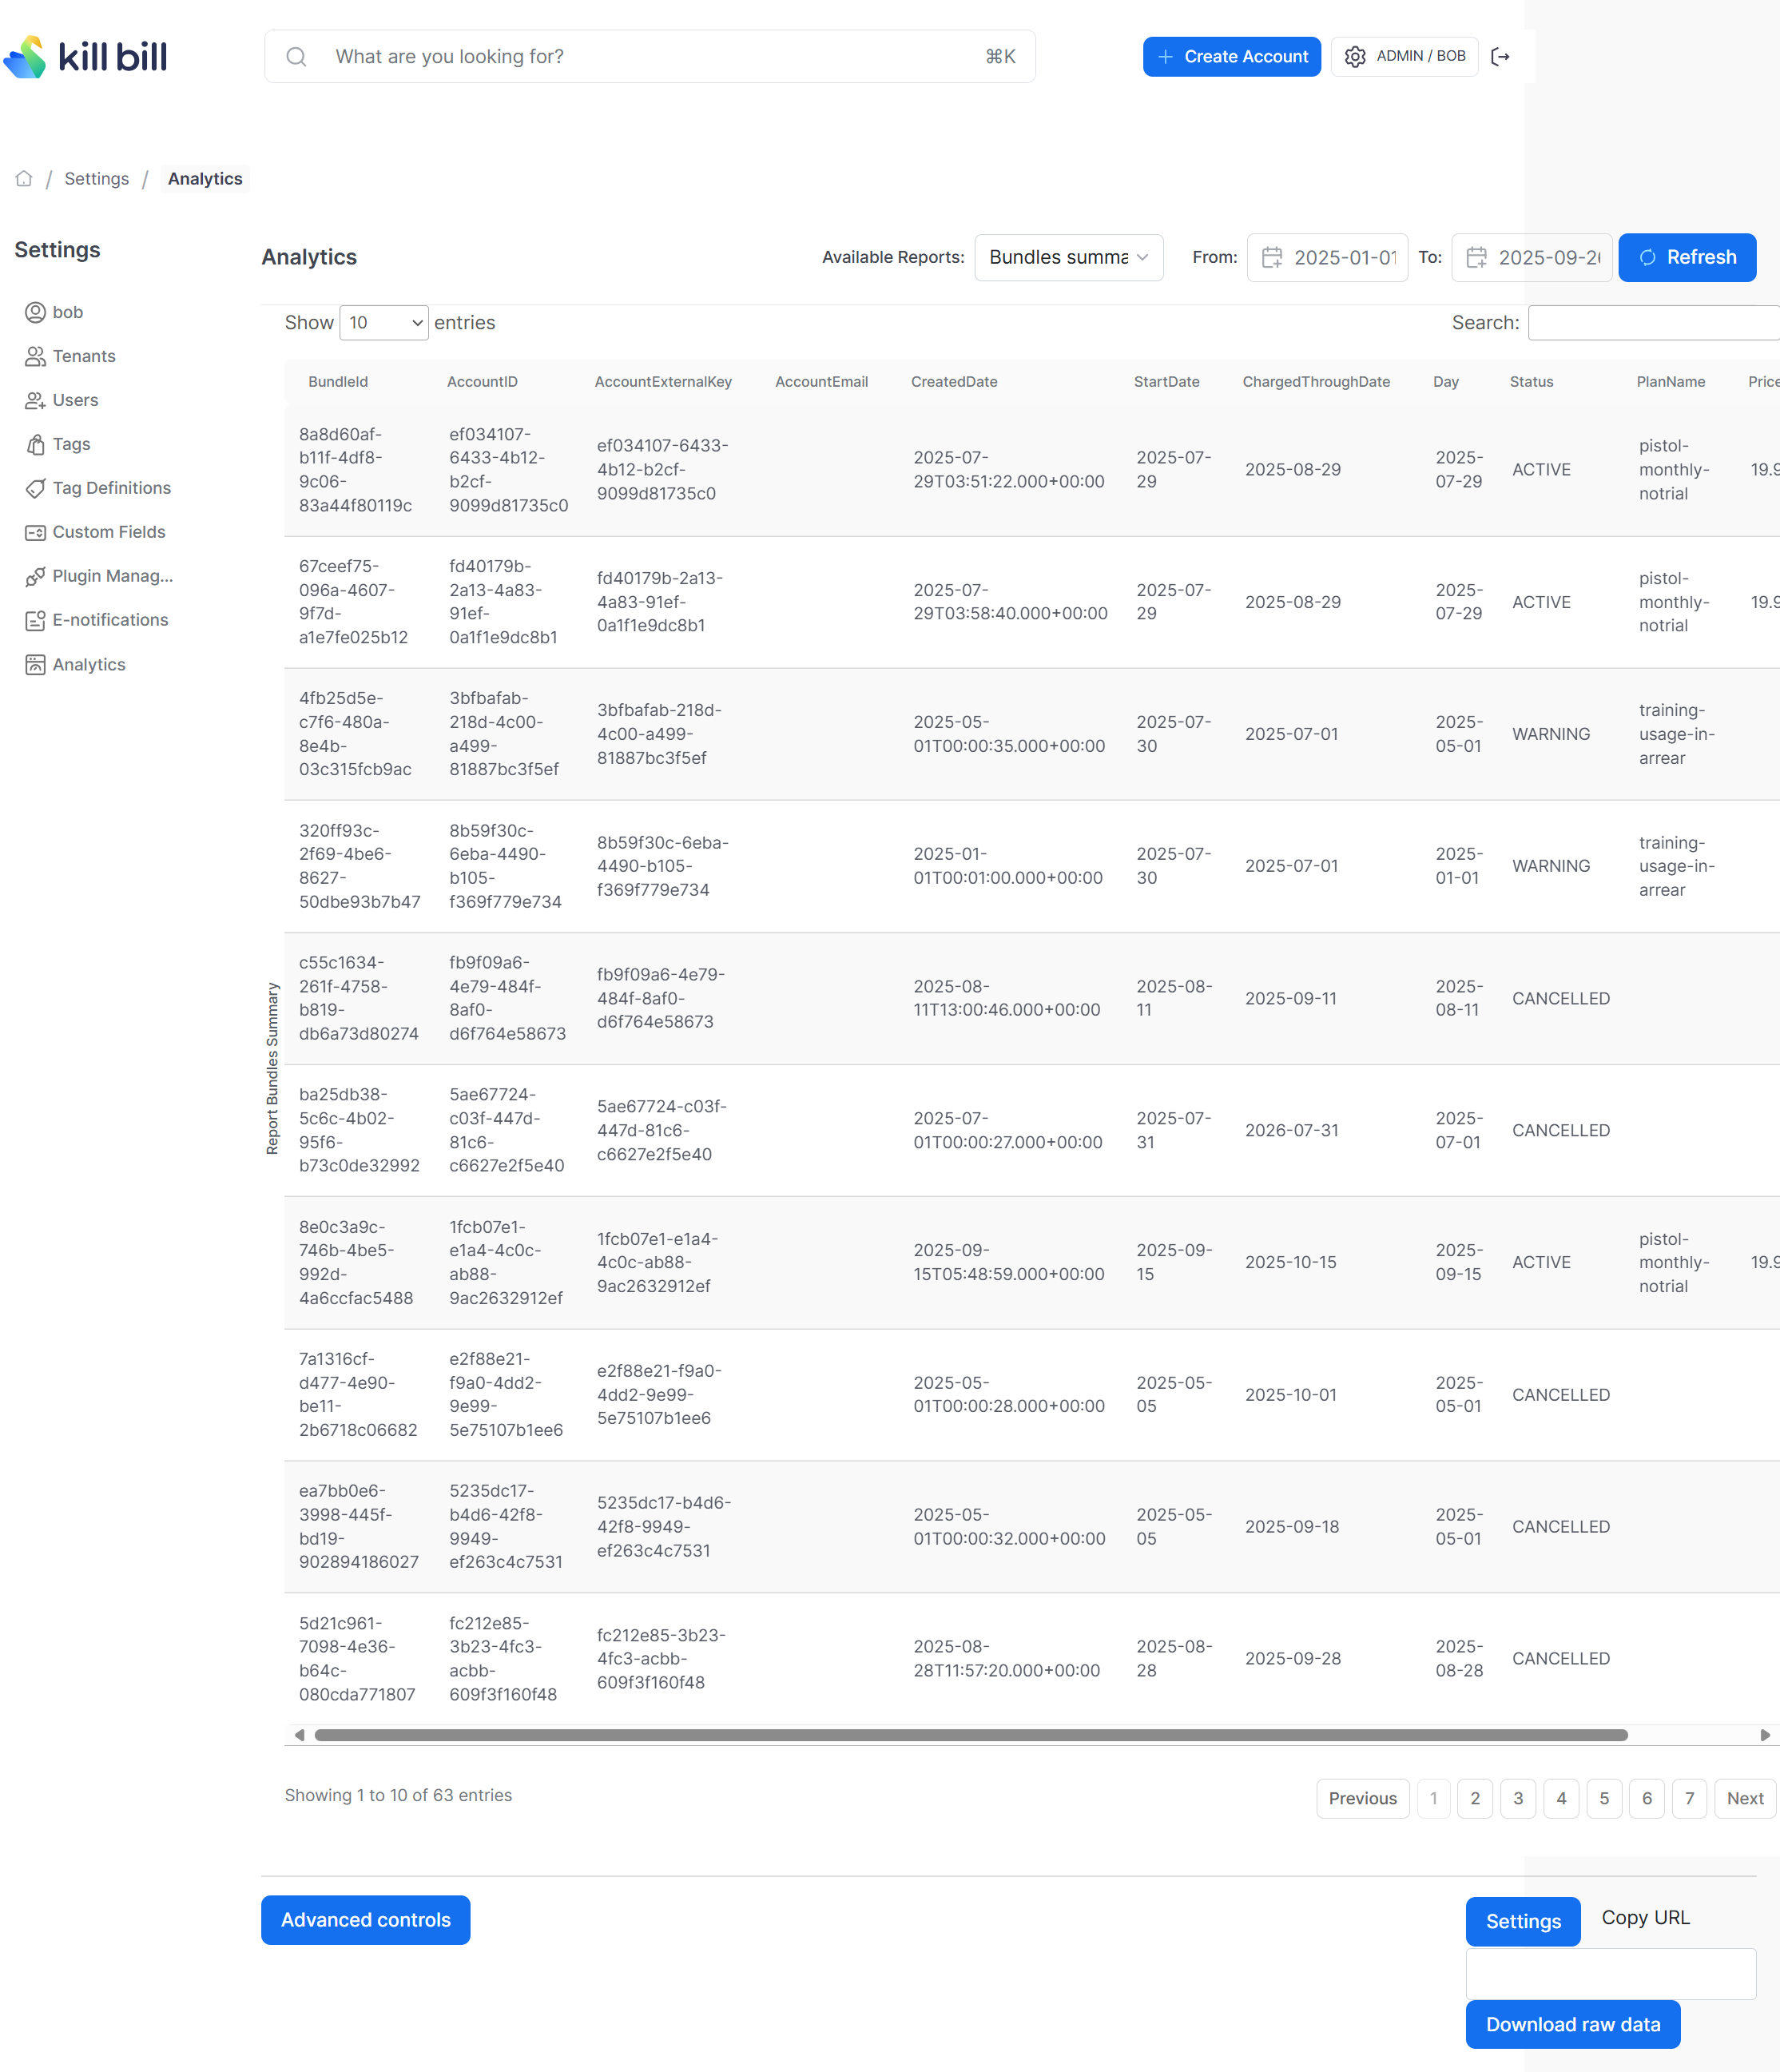 kill bill
What are you looking for?
⌘K
Create Account
ADMIN / BOB
/ Settings / Analytics
Settings
bob
Tenants
Users
Tags
Tag Definitions
Custom Fields
Plugin Manag...
E-notifications
Analytics
Analytics
Available Reports: Bundles summa
From: 2025-01-01
To: 2025-09-2
Refresh
Show 10 entries
Search:
Report Bundles Summary
BundleId AccountID AccountExternalKey AccountEmail CreatedDate StartDate ChargedThroughDate Day Status PlanName Price
8a8d60af-b11f-4df8-9c06-83a44f80119c ef034107-6433-4b12-b2cf-9099d81735c0 ef034107-6433-4b12-b2cf-9099d81735c0 2025-07-29T03:51:22.000+00:00 2025-07-29 2025-08-29 2025-07-29 ACTIVE pistol-monthly-notrial 19.9
67ceef75-096a-4607-9f7d-a1e7fe025b12 fd40179b-2a13-4a83-91ef-0a1f1e9dc8b1 fd40179b-2a13-4a83-91ef-0a1f1e9dc8b1 2025-07-29T03:58:40.000+00:00 2025-07-29 2025-08-29 2025-07-29 ACTIVE pistol-monthly-notrial 19.9
4fb25d5e-c7f6-480a-8e4b-03c315fcb9ac 3bfbafab-218d-4c00-a499-81887bc3f5ef 3bfbafab-218d-4c00-a499-81887bc3f5ef 2025-05-01T00:00:35.000+00:00 2025-07-30 2025-07-01 2025-05-01 WARNING training-usage-in-arrear
320ff93c-2f69-4be6-8627-50dbe93b7b47 8b59f30c-6eba-4490-b105-f369f779e734 8b59f30c-6eba-4490-b105-f369f779e734 2025-01-01T00:01:00.000+00:00 2025-07-30 2025-07-01 2025-01-01 WARNING training-usage-in-arrear
c55c1634-261f-4758-b819-db6a73d80274 fb9f09a6-4e79-484f-8af0-d6f764e58673 fb9f09a6-4e79-484f-8af0-d6f764e58673 2025-08-11T13:00:46.000+00:00 2025-08-11 2025-09-11 2025-08-11 CANCELLED
ba25db38-5c6c-4b02-95f6-b73c0de32992 5ae67724-c03f-447d-81c6-c6627e2f5e40 5ae67724-c03f-447d-81c6-c6627e2f5e40 2025-07-01T00:00:27.000+00:00 2025-07-31 2026-07-31 2025-07-01 CANCELLED
8e0c3a9c-746b-4be5-992d-4a6ccfac5488 1fcb07e1-e1a4-4c0c-ab88-9ac2632912ef 1fcb07e1-e1a4-4c0c-ab88-9ac2632912ef 2025-09-15T05:48:59.000+00:00 2025-09-15 2025-10-15 2025-09-15 ACTIVE pistol-monthly-notrial 19.9
7a1316cf-d477-4e90-be11-2b6718c06682 e2f88e21-f9a0-4dd2-9e99-5e75107b1ee6 e2f88e21-f9a0-4dd2-9e99-5e75107b1ee6 2025-05-01T00:00:28.000+00:00 2025-05-05 2025-10-01 2025-05-01 CANCELLED
ea7bb0e6-3998-445f-bd19-902894186027 5235dc17-b4d6-42f8-9949-ef263c4c7531 5235dc17-b4d6-42f8-9949-ef263c4c7531 2025-05-01T00:00:32.000+00:00 2025-05-05 2025-09-18 2025-05-01 CANCELLED
5d21c961-7098-4e36-b64c-080cda771807 fc212e85-3b23-4fc3-acbb-609f3f160f48 fc212e85-3b23-4fc3-acbb-609f3f160f48 2025-08-28T11:57:20.000+00:00 2025-08-28 2025-09-28 2025-08-28 CANCELLED
Showing 1 to 10 of 63 entries
Previous 1 2 3 4 5 6 7 Next
Advanced controls
Settings
Copy URL
Download raw data